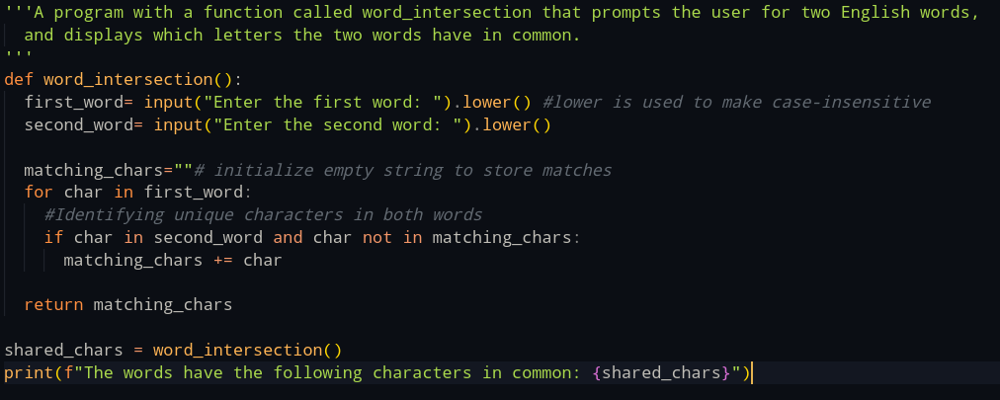 '''A program with a function called word_intersection that prompts the user for two English words,
  and displays which letters the two words have in common.
'''
def word_intersection():
  first_word= input("Enter the first word: ").lower() #lower is used to make case-insensitive
  second_word= input("Enter the second word: ").lower()

  matching_chars=""# initialize empty string to store matches
  for char in first_word:
    #Identifying unique characters in both words
    if char in second_word and char not in matching_chars:
      matching_chars += char

  return matching_chars

shared_chars = word_intersection()
print(f"The words have the following characters in common: {shared_chars}")